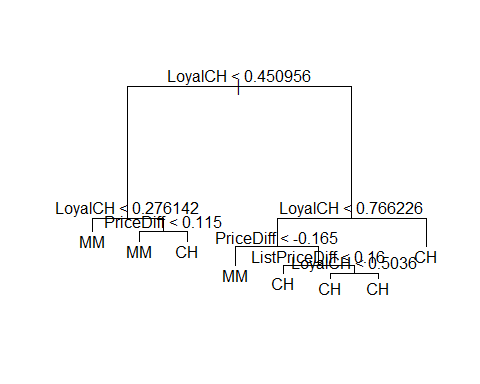 LoyalCH < 0.450956
LoyalCH < 0.276142
LoyalCH < 0.766226
PriceDiff < 0.115
MM
MM
CH
PriceDiff < -0.165
CH
ListPriceDiff < 0.16
LoyalCH < 0.5036
MM
CH
CH
CH